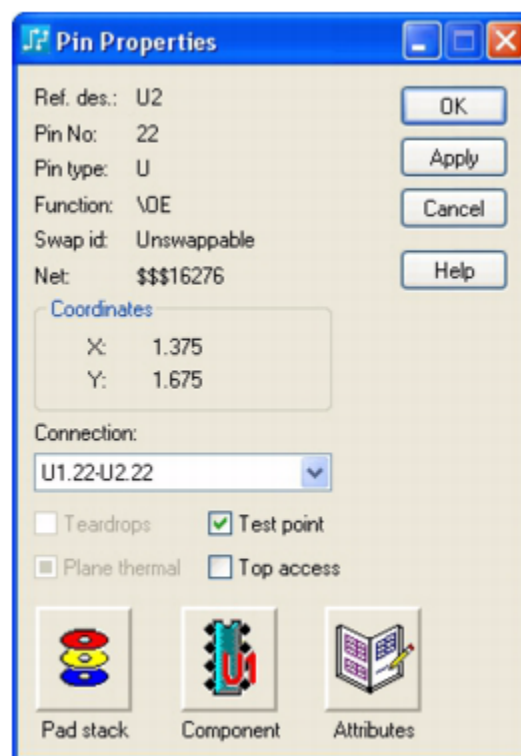 Pin Properties
Ref. des.: U2
OK
Pin No: 22
Pin type: U
Apply
Function: \OE
Cancel
Swap id: Unswappable
Net: $$$16276
Help
Coordinates
X: 1.375
Y: 1.675
Connection:
U1.22-U2.22
Teardrops Test point
Plane thermal Top access
U1
Pad stack Component Attributes